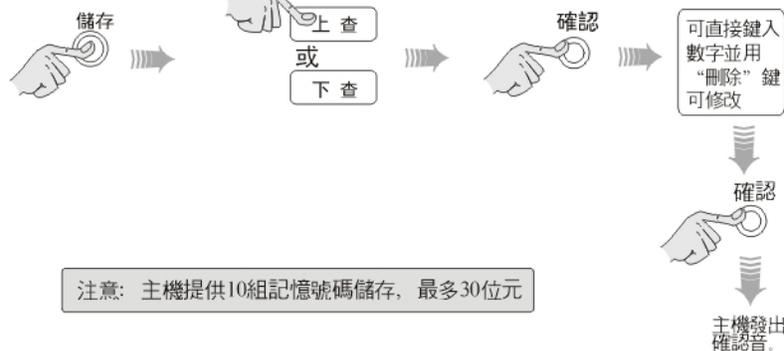 儲存
上查
或
下查
確認
可直接鍵入
數字並用
“刪除”鍵
可修改
確認
主機發出
確認音。
注意: 主機提供10組記憶號碼儲存, 最多30位元